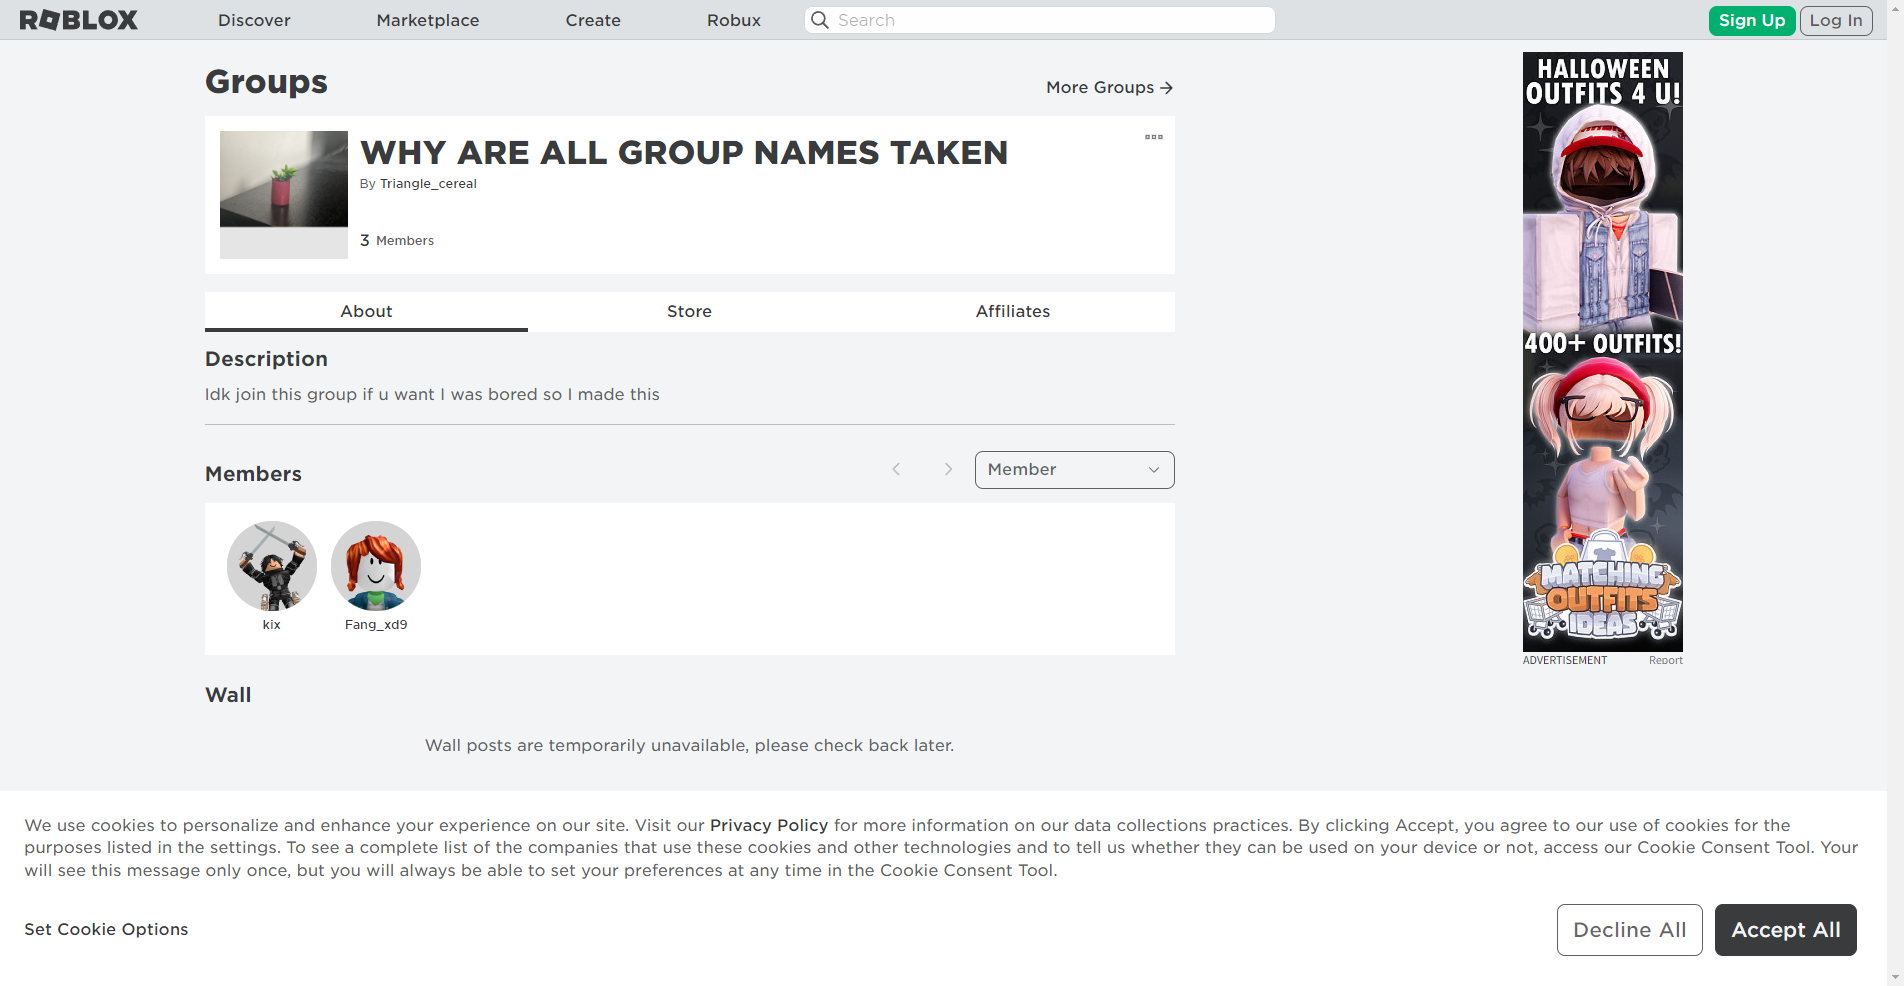 ROBLOX
Discover
Marketplace
Create
Robux
Search
Sign Up
Log In
Groups
More Groups
WHY ARE ALL GROUP NAMES TAKEN
By Triangle_cereal
3 Members
About
Store
Affiliates
Description
Idk join this group if u want I was bored so I made this
Members
Member
kix
Fang_xd9
Wall
Wall posts are temporarily unavailable, please check back later.
HALLOWEEN
OUTFITS 4 U!
400+ OUTFITS!
MATCHING
OUTFITS
IDEAS
ADVERTISEMENT
Report
We use cookies to personalize and enhance your experience on our site. Visit our Privacy Policy for more information on our data collections practices. By clicking Accept, you agree to our use of cookies for the
purposes listed in the settings. To see a complete list of the companies that use these cookies and other technologies and to tell us whether they can be used on your device or not, access our Cookie Consent Tool. Your
will see this message only once, but you will always be able to set your preferences at any time in the Cookie Consent Tool.
Set Cookie Options
Decline All
Accept All